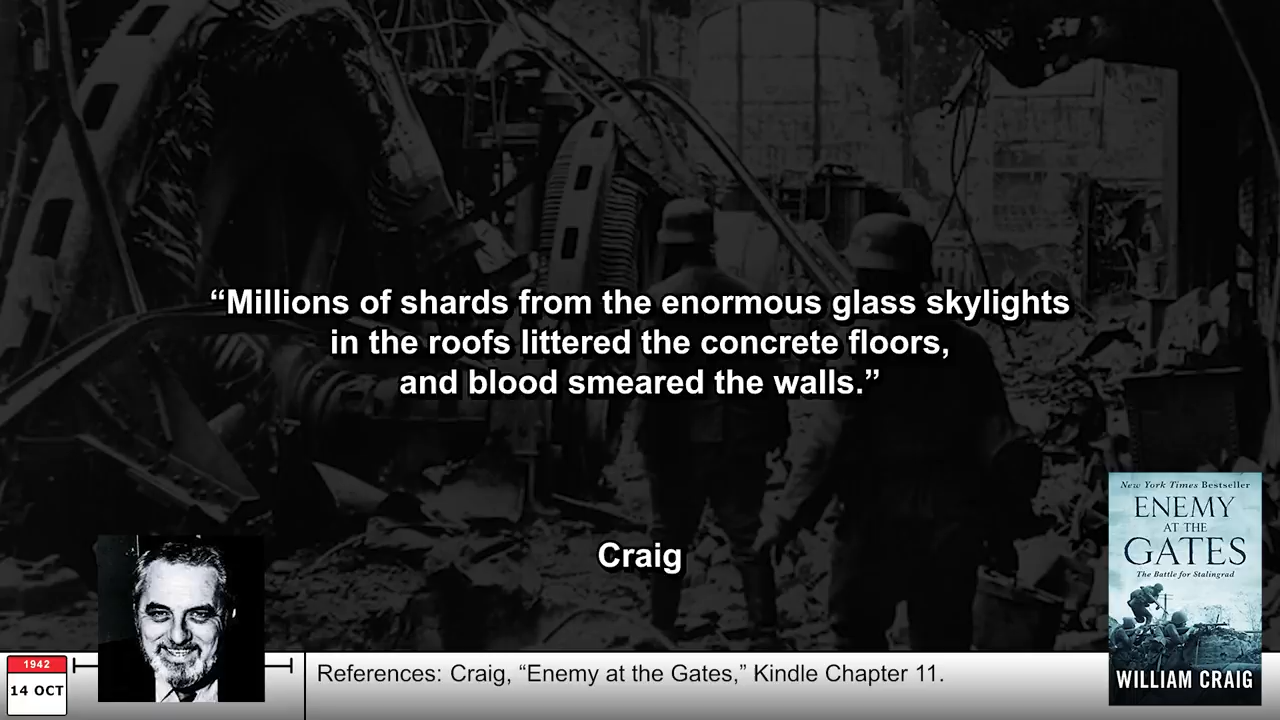 “Millions of shards from the enormous glass skylights
in the roofs littered the concrete floors,
and blood smeared the walls.”
Craig
1942
14 OCT
References: Craig, “Enemy at the Gates,” Kindle Chapter 11.
New York Times Bestseller
ENEMY
AT THE
GATES
The Battle for Stalingrad
WILLIAM CRAIG